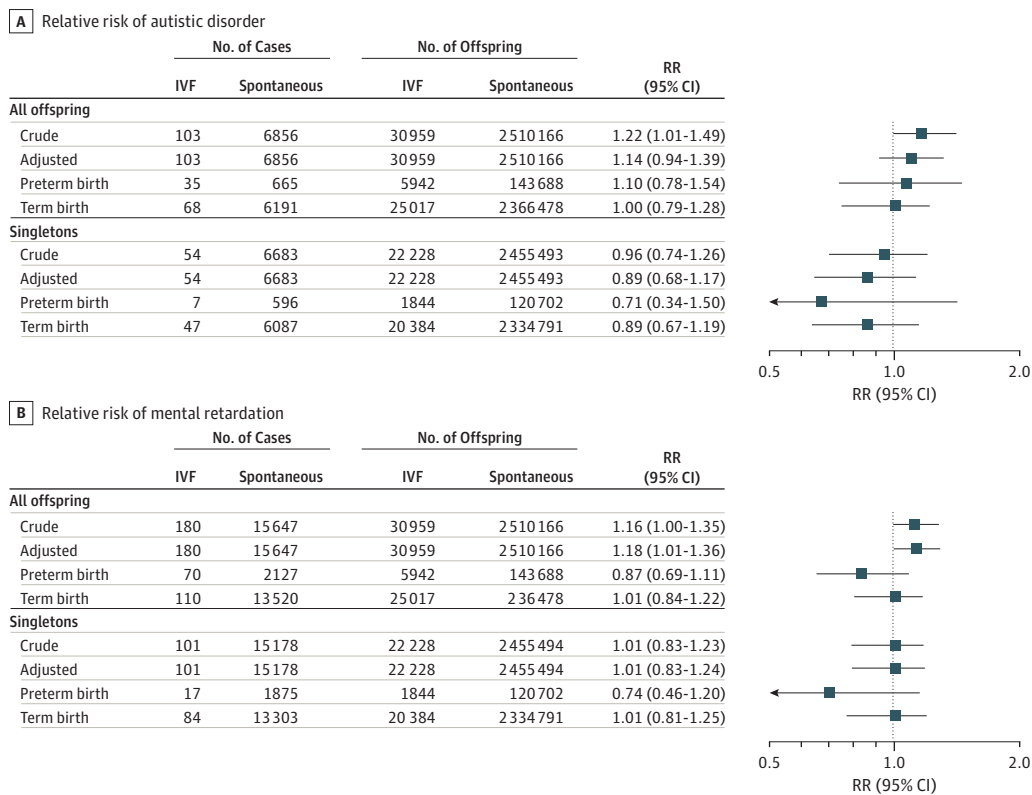 A Relative risk of autistic disorder
No. of Cases No. of Offspring
IVF Spontaneous IVF Spontaneous RR (95% CI)
All offspring
Crude 103 6856 30959 2510166 1.22 (1.01-1.49)
Adjusted 103 6856 30959 2510166 1.14 (0.94-1.39)
Preterm birth 35 665 5942 143688 1.10 (0.78-1.54)
Term birth 68 6191 25017 2366478 1.00 (0.79-1.28)
Singletons
Crude 54 6683 22228 2455493 0.96 (0.74-1.26)
Adjusted 54 6683 22228 2455493 0.89 (0.68-1.17)
Preterm birth 7 596 1844 120702 0.71 (0.34-1.50)
Term birth 47 6087 20384 2334791 0.89 (0.67-1.19)
0.5 1.0 2.0
RR (95% CI)
B Relative risk of mental retardation
No. of Cases No. of Offspring
IVF Spontaneous IVF Spontaneous RR (95% CI)
All offspring
Crude 180 15647 30959 2510166 1.16 (1.00-1.35)
Adjusted 180 15647 30959 2510166 1.18 (1.01-1.36)
Preterm birth 70 2127 5942 143688 0.87 (0.69-1.11)
Term birth 110 13520 25017 236478 1.01 (0.84-1.22)
Singletons
Crude 101 15178 22228 2455494 1.01 (0.83-1.23)
Adjusted 101 15178 22228 2455494 1.01 (0.83-1.24)
Preterm birth 17 1875 1844 120702 0.74 (0.46-1.20)
Term birth 84 13303 20384 2334791 1.01 (0.81-1.25)
0.5 1.0 2.0
RR (95% CI)